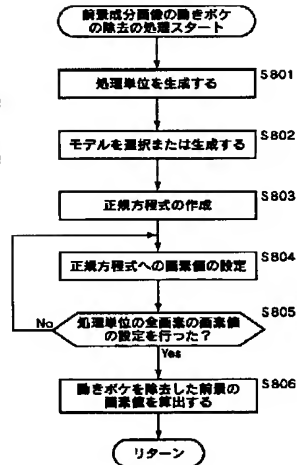 前景成分画像の動きボケ
の除去の処理スタート
S801
処理単位を生成する
S802
モデルを選択または生成する
S803
正規方程式の作成
S804
正規方程式への画素値の設定
S805
処理単位の全画素の画素値
の設定を行った?
No
Yes
S806
動きボケを除去した前景の
画素値を算出する
リターン